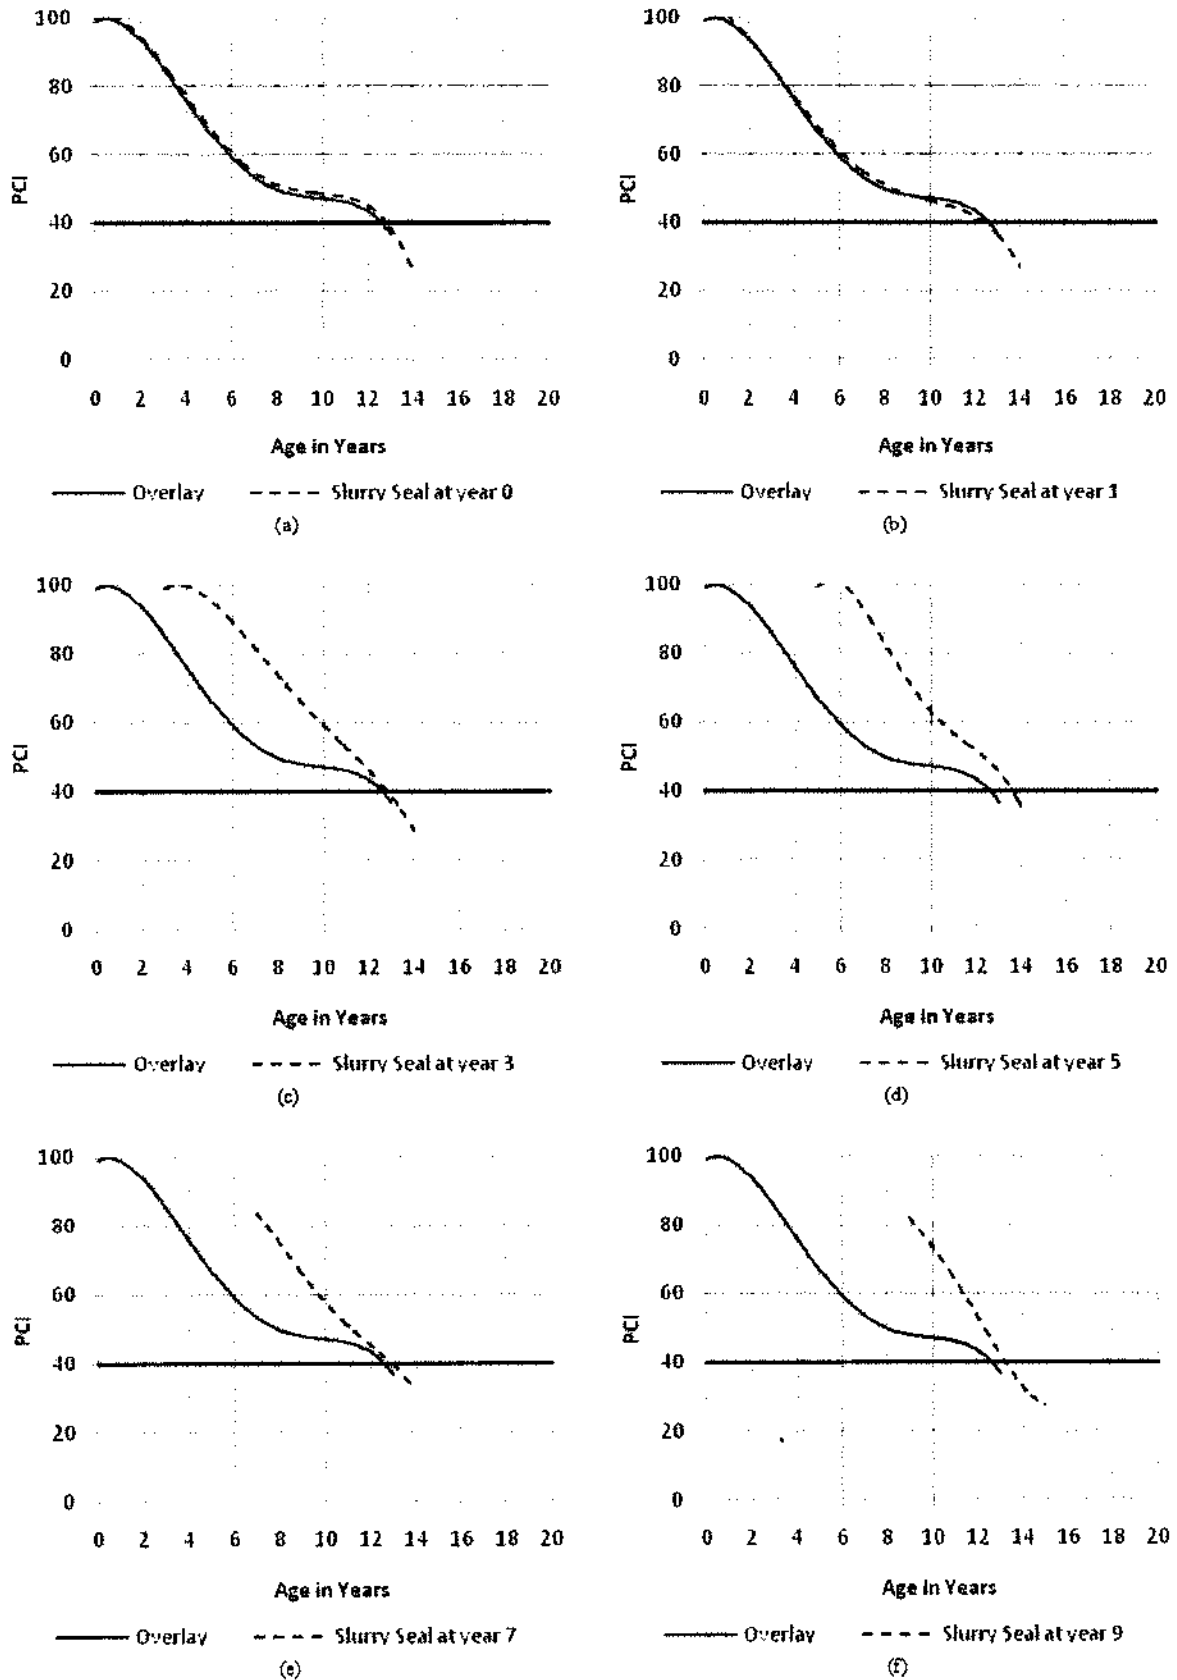 100
80
60
40
20
0
PCI
0 2 4 6 8 10 12 14 16 18 20
Age in Years
Overlay Slurry Seal at year 0
(a)
100
80
60
40
20
0
PCI
0 2 4 6 8 10 12 14 16 18 20
Age in Years
Overlay Slurry Seal at year 1
(b)
100
80
60
40
20
0
PCI
0 2 4 6 8 10 12 14 16 18 20
Age in Years
Overlay Slurry Seal at year 3
(c)
100
80
60
40
20
0
PCI
0 2 4 6 8 10 12 14 16 18 20
Age in Years
Overlay Slurry Seal at year 5
(d)
100
80
60
40
20
0
PCI
0 2 4 6 8 10 12 14 16 18 20
Age in Years
Overlay Slurry Seal at year 7
(e)
100
80
60
40
20
0
PCI
0 2 4 6 8 10 12 14 16 18 20
Age in Years
Overlay Slurry Seal at year 9
(f)